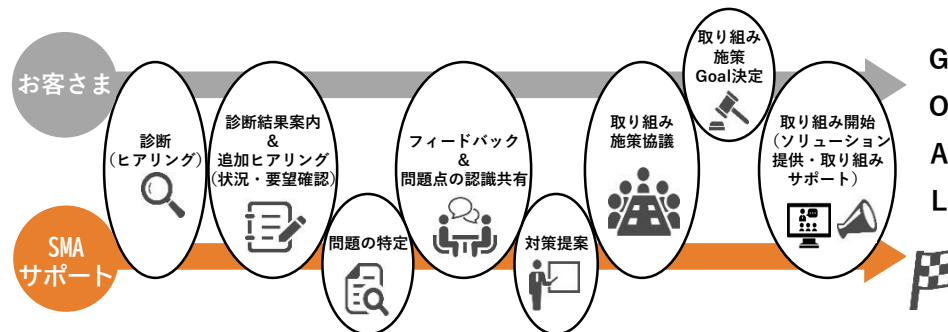 お客さま
診断
(ヒアリング)
診断結果案内
&
追加ヒアリング
(状況・要望確認)
問題の特定
フィードバック
&
問題点の認識共有
対策提案
取り組み
施策協議
取り組み
施策
Goal決定
取り組み開始
(ソリューション
提供・取り組み
サポート)
SMA
サポート
G
O
A
L